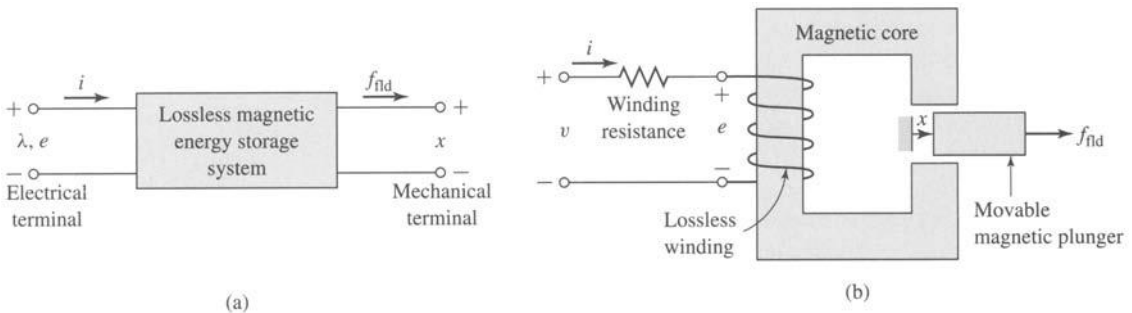 i
f_fld
+
+
Lossless magnetic
energy storage
system
λ, e
x
−
−
Electrical
terminal
Mechanical
terminal
(a)
Magnetic core
i
+
+
Winding
resistance
v
e
−
−
x
f_fld
Lossless
winding
Movable
magnetic plunger
(b)